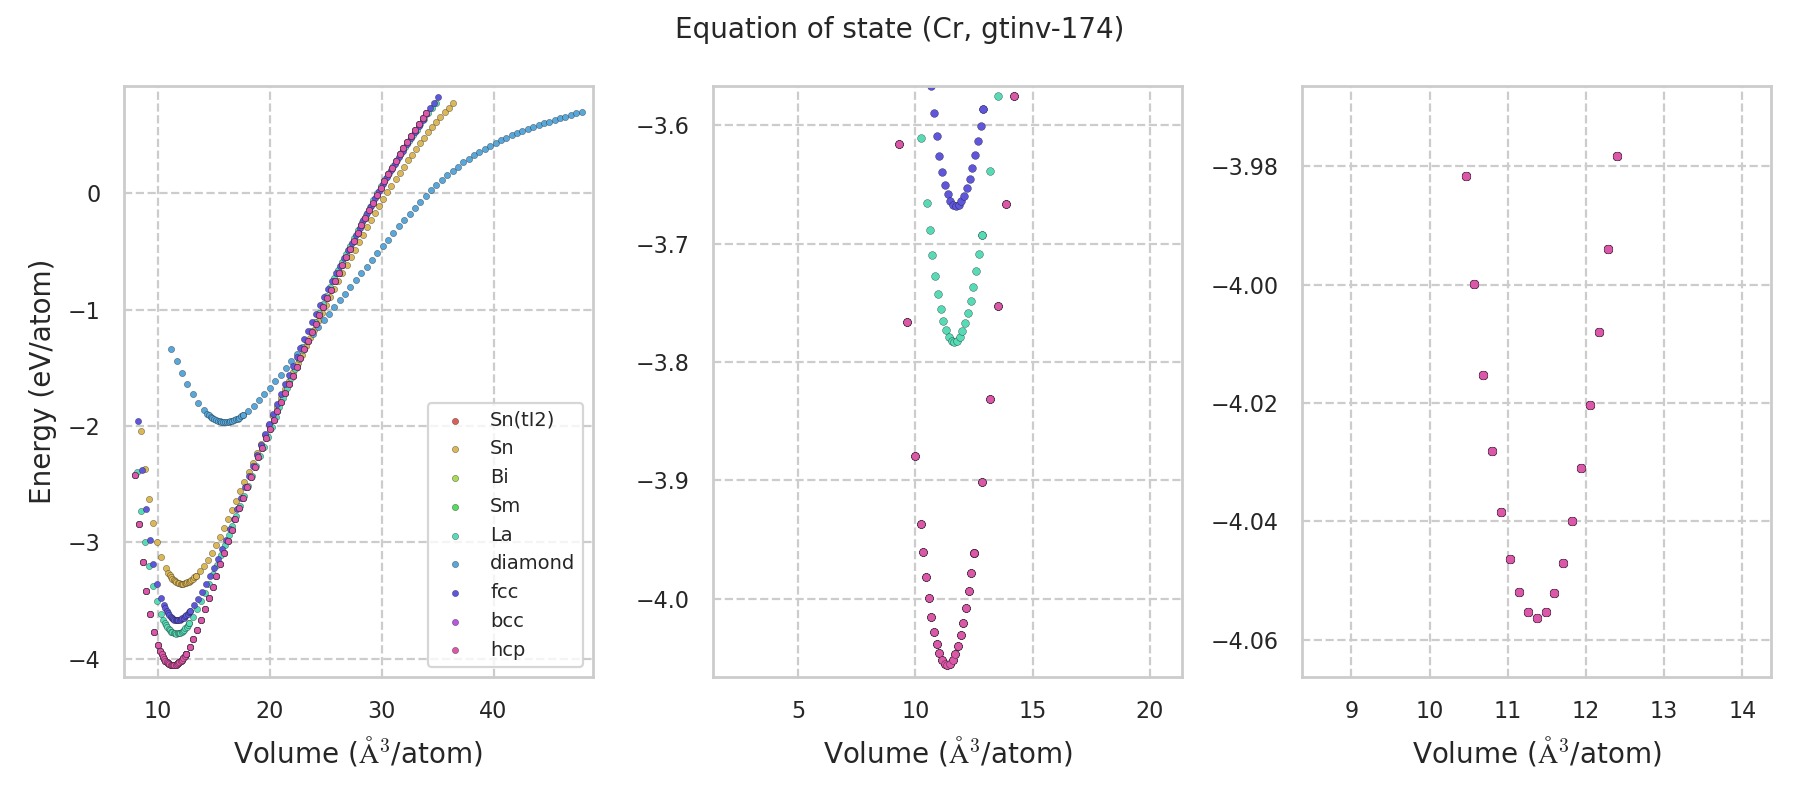 Equation of state (Cr, gtinv-174)
Energy (eV/atom)
0
−1
−2
−3
−4
10 20 30 40
Volume (Å³/atom)
Sn(tI2)
Sn
Bi
Sm
La
diamond
fcc
bcc
hcp
−3.6
−3.7
−3.8
−3.9
−4.0
5 10 15 20
Volume (Å³/atom)
−3.98
−4.00
−4.02
−4.04
−4.06
9 10 11 12 13 14
Volume (Å³/atom)